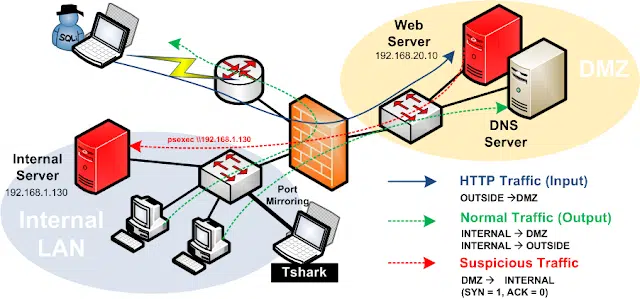 SQLi
Web
Server
192.168.20.10
DMZ
DNS
Server
psexec \\192.168.1.130
Internal
Server
192.168.1.130
Port
Mirroring
Internal
LAN
Tshark
HTTP Traffic (Input)
OUTSIDE → DMZ
Normal Traffic (Output)
INTERNAL → DMZ
INTERNAL → OUTSIDE
Suspicious Traffic
DMZ → INTERNAL
(SYN = 1, ACK = 0)